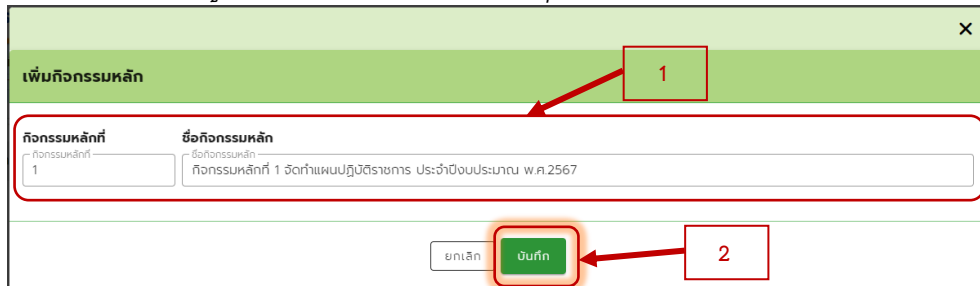 ×
เพิ่มกิจกรรมหลัก
1
กิจกรรมหลักที่ ชื่อกิจกรรมหลัก
กิจกรรมหลักที่ ชื่อกิจกรรมหลัก
1 กิจกรรมหลักที่ 1 จัดทำแผนปฏิบัติราชการ ประจำปีงบประมาณ พ.ศ.2567
ยกเลิก บันทึก 2